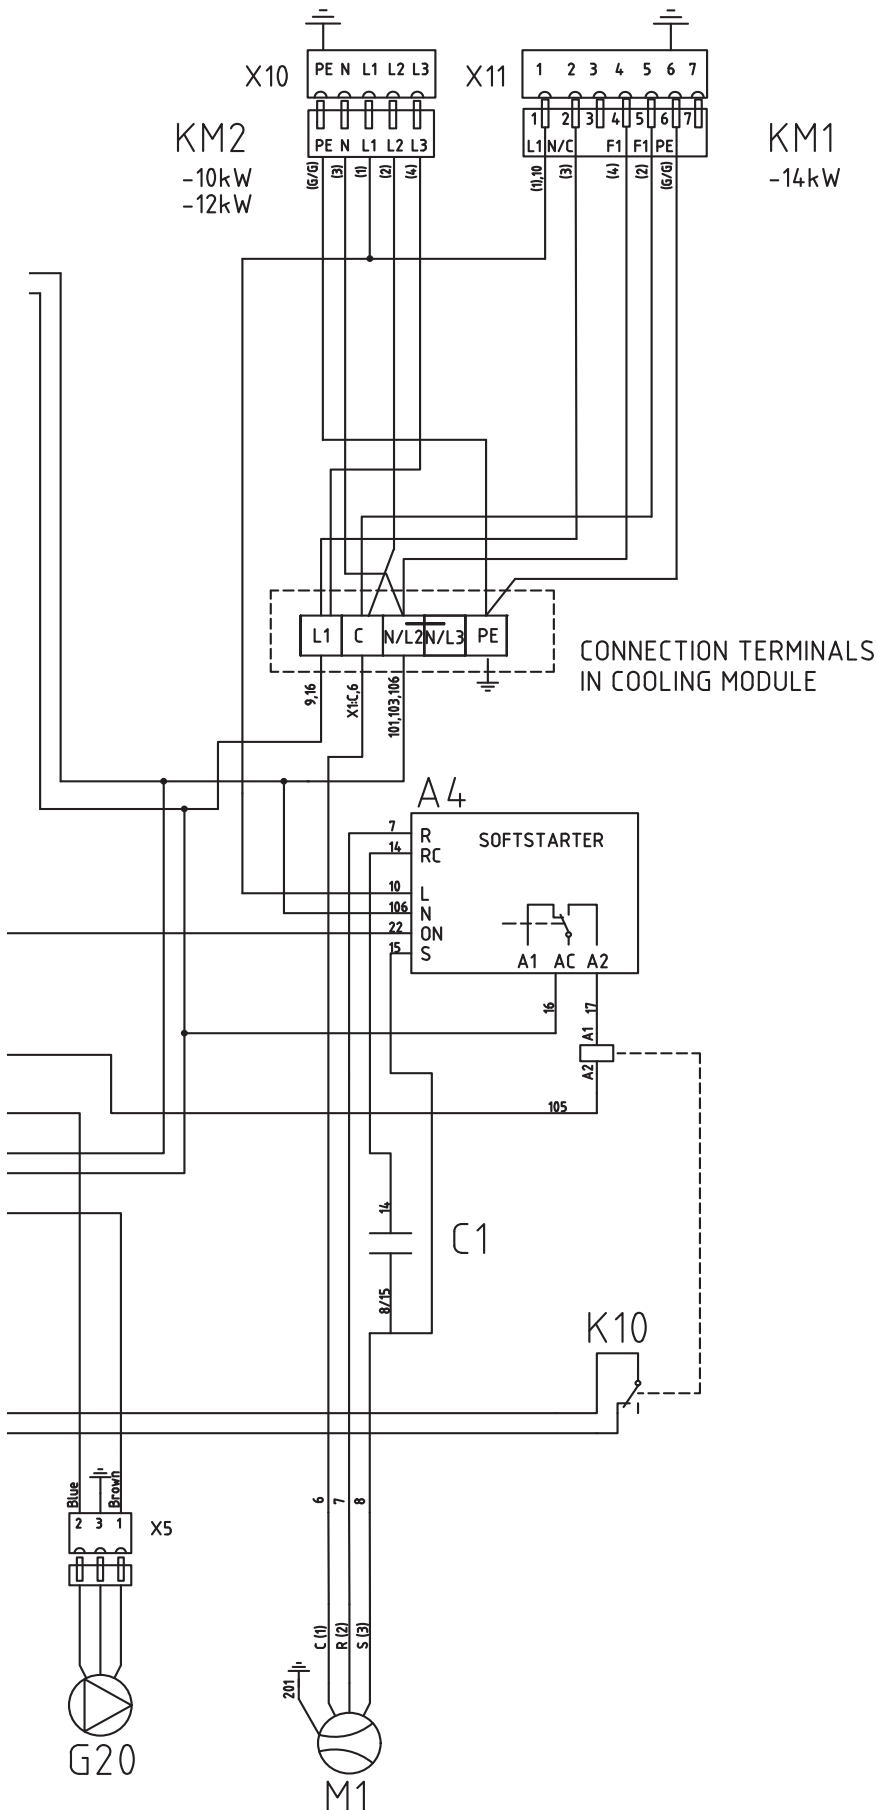 X10
PE N L1 L2 L3
X11
1 2 3 4 5 6 7
KM2
-10kW
-12kW
PE N L1 L2 L3
1 2 3 4 5 6 7
L1 N/C F1 F1 PE
KM1
-14kW
(G/G) (3) (1) (2) (4)
(1),10 (3) (4) (2) (G/G)
L1 C N/L2 N/L3 PE
CONNECTION TERMINALS
IN COOLING MODULE
9,16
X1:C,6
101,103,106
A4
SOFTSTARTER
7 R
14 RC
10 L
106 N
22 ON
15 S
A1 AC A2
16 17
A1
A2
105
14
C1
8/15
K10
Blue
Brown
2 3 1
X5
6 7 8
C (1)
R (2)
S (3)
201
G20
M1